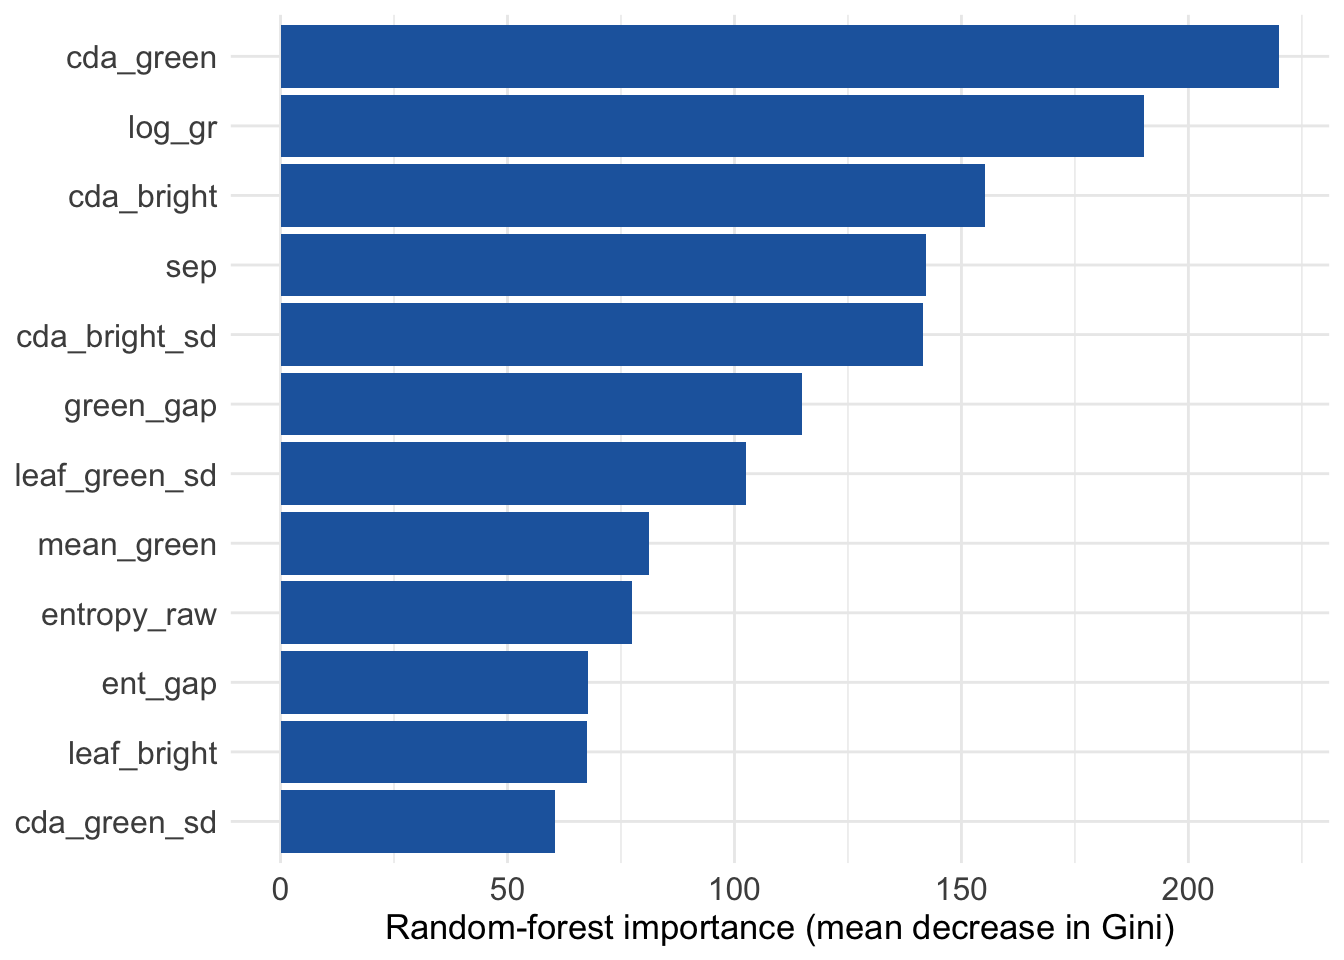 cda_green
log_gr
cda_bright
sep
cda_bright_sd
green_gap
leaf_green_sd
mean_green
entropy_raw
ent_gap
leaf_bright
cda_green_sd
0 50 100 150 200
Random-forest importance (mean decrease in Gini)